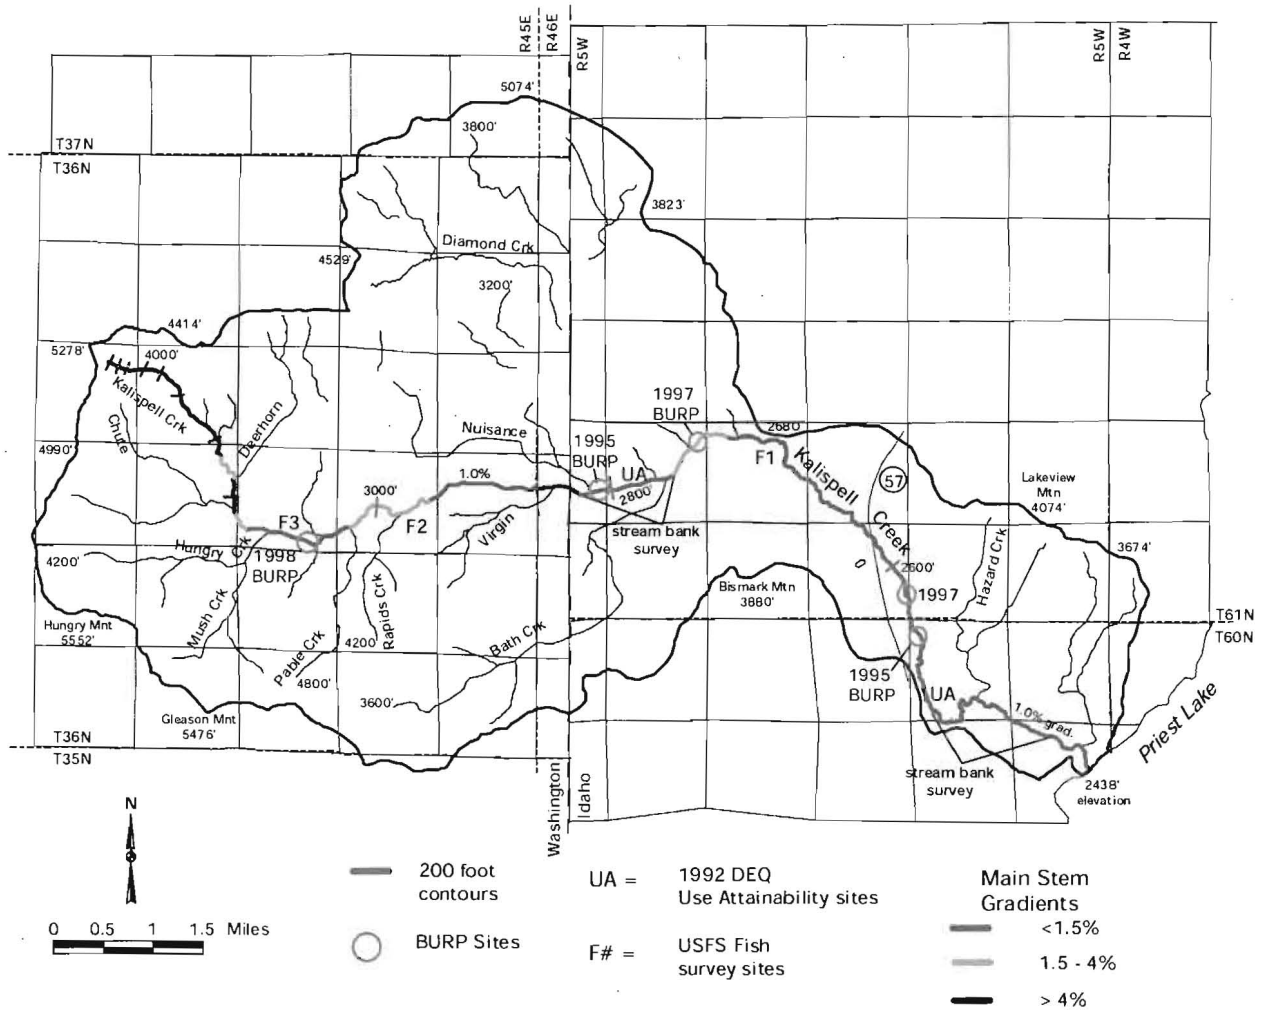 R45E
R46E
R5W
R5W
R4W
5074'
T37N
T36N
3800'
3823'
Diamond Crk
4529'
3200'
4414'
5278'
4000'
Kalispell Crk
Chute
Deerhorn
4990'
1997
BURP
2680'
Nuisance
1995
BURP
UA
F1
Kalispell
Creek
57
Lakeview
Mtn
4074'
1.0%
2800'
3000'
F2
F3
Virgin
stream bank
survey
Hungry Crk
1998
BURP
4200'
3674'
Bismark Mtn
3880'
2600'
Hazard Crk
1997
T61N
T60N
Hungry Mnt
5552'
Mush Crk
Rapids Crk
4200'
Pable Crk
4800'
Bath Crk
3600'
1995
BURP
UA
1.0% grad.
Priest Lake
Gleason Mnt
5476'
T36N
T35N
stream bank
survey
2438'
elevation
Washington
Idaho
N
0 0.5 1 1.5 Miles
200 foot
contours
BURP Sites
UA =
1992 DEQ
Use Attainability sites
F# =
USFS Fish
survey sites
Main Stem
Gradients
<1.5%
1.5 - 4%
> 4%